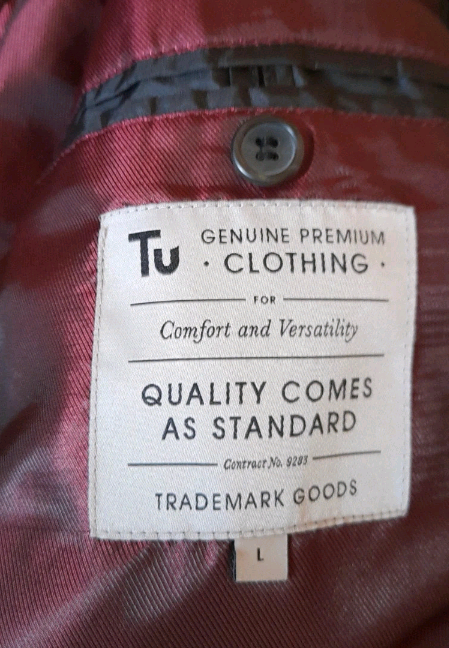 Tu GENUINE PREMIUM
· CLOTHING ·
FOR
Comfort and Versatility
QUALITY COMES
AS STANDARD
Contract No. 9283
TRADEMARK GOODS
L